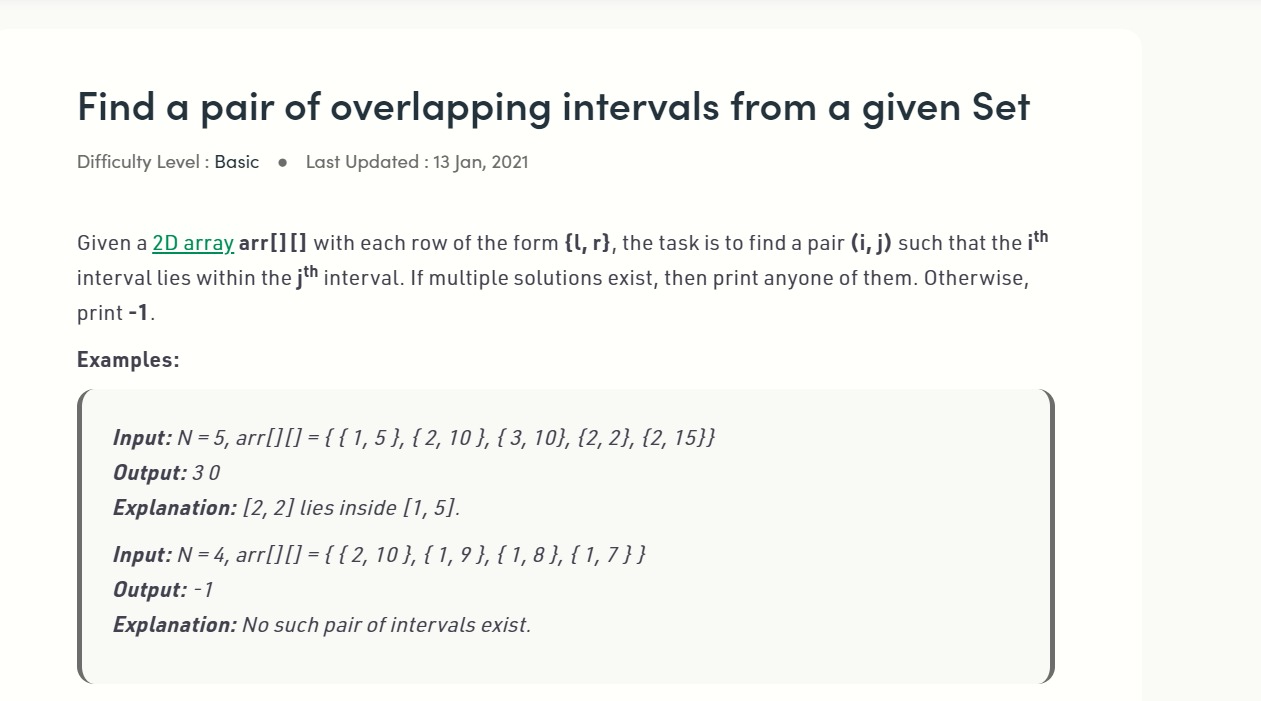 Find a pair of overlapping intervals from a given Set
Difficulty Level : Basic ● Last Updated : 13 Jan, 2021
Given a 2D array arr[][] with each row of the form {l, r}, the task is to find a pair (i, j) such that the ith
interval lies within the jth interval. If multiple solutions exist, then print anyone of them. Otherwise,
print -1.
Examples:
Input: N = 5, arr[][] = { { 1, 5 }, { 2, 10 }, { 3, 10}, {2, 2}, {2, 15}}
Output: 3 0
Explanation: [2, 2] lies inside [1, 5].
Input: N = 4, arr[][] = { { 2, 10 }, { 1, 9 }, { 1, 8 }, { 1, 7 } }
Output: -1
Explanation: No such pair of intervals exist.